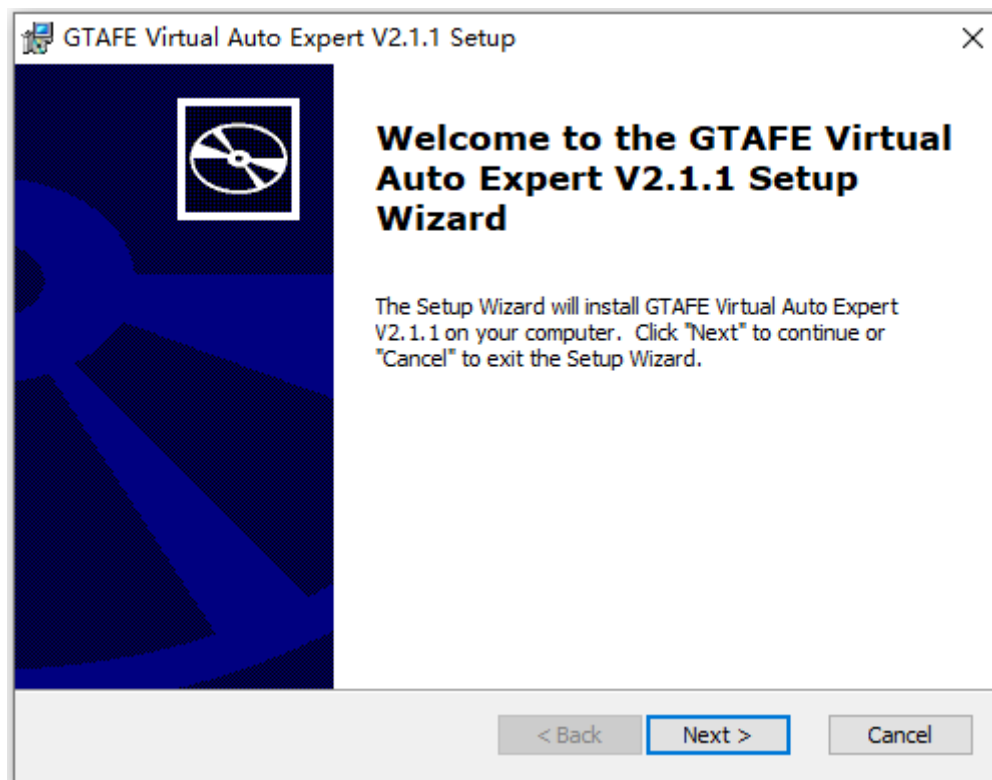 GTAFE Virtual Auto Expert V2.1.1 Setup
Welcome to the GTAFE Virtual
Auto Expert V2.1.1 Setup
Wizard
The Setup Wizard will install GTAFE Virtual Auto Expert
V2.1.1 on your computer.  Click "Next" to continue or
"Cancel" to exit the Setup Wizard.
< Back
Next >
Cancel